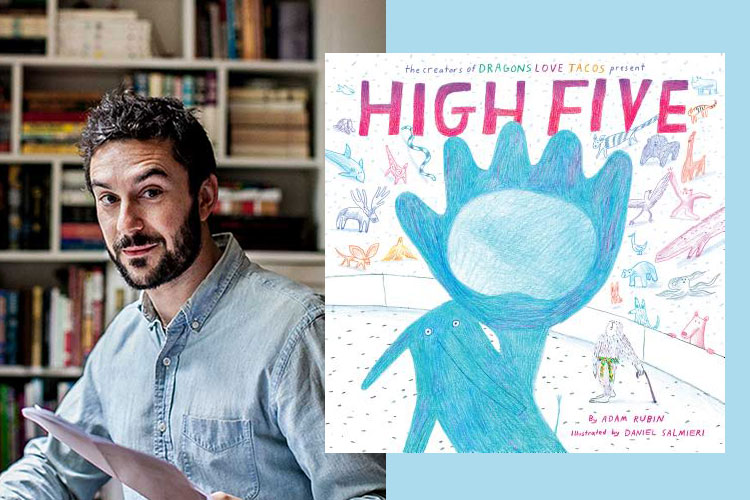 the creators of DRAGONS LOVE TACOS present
HIGH FIVE
By ADAM RUBIN
illustrated by DANIEL SALMIERI